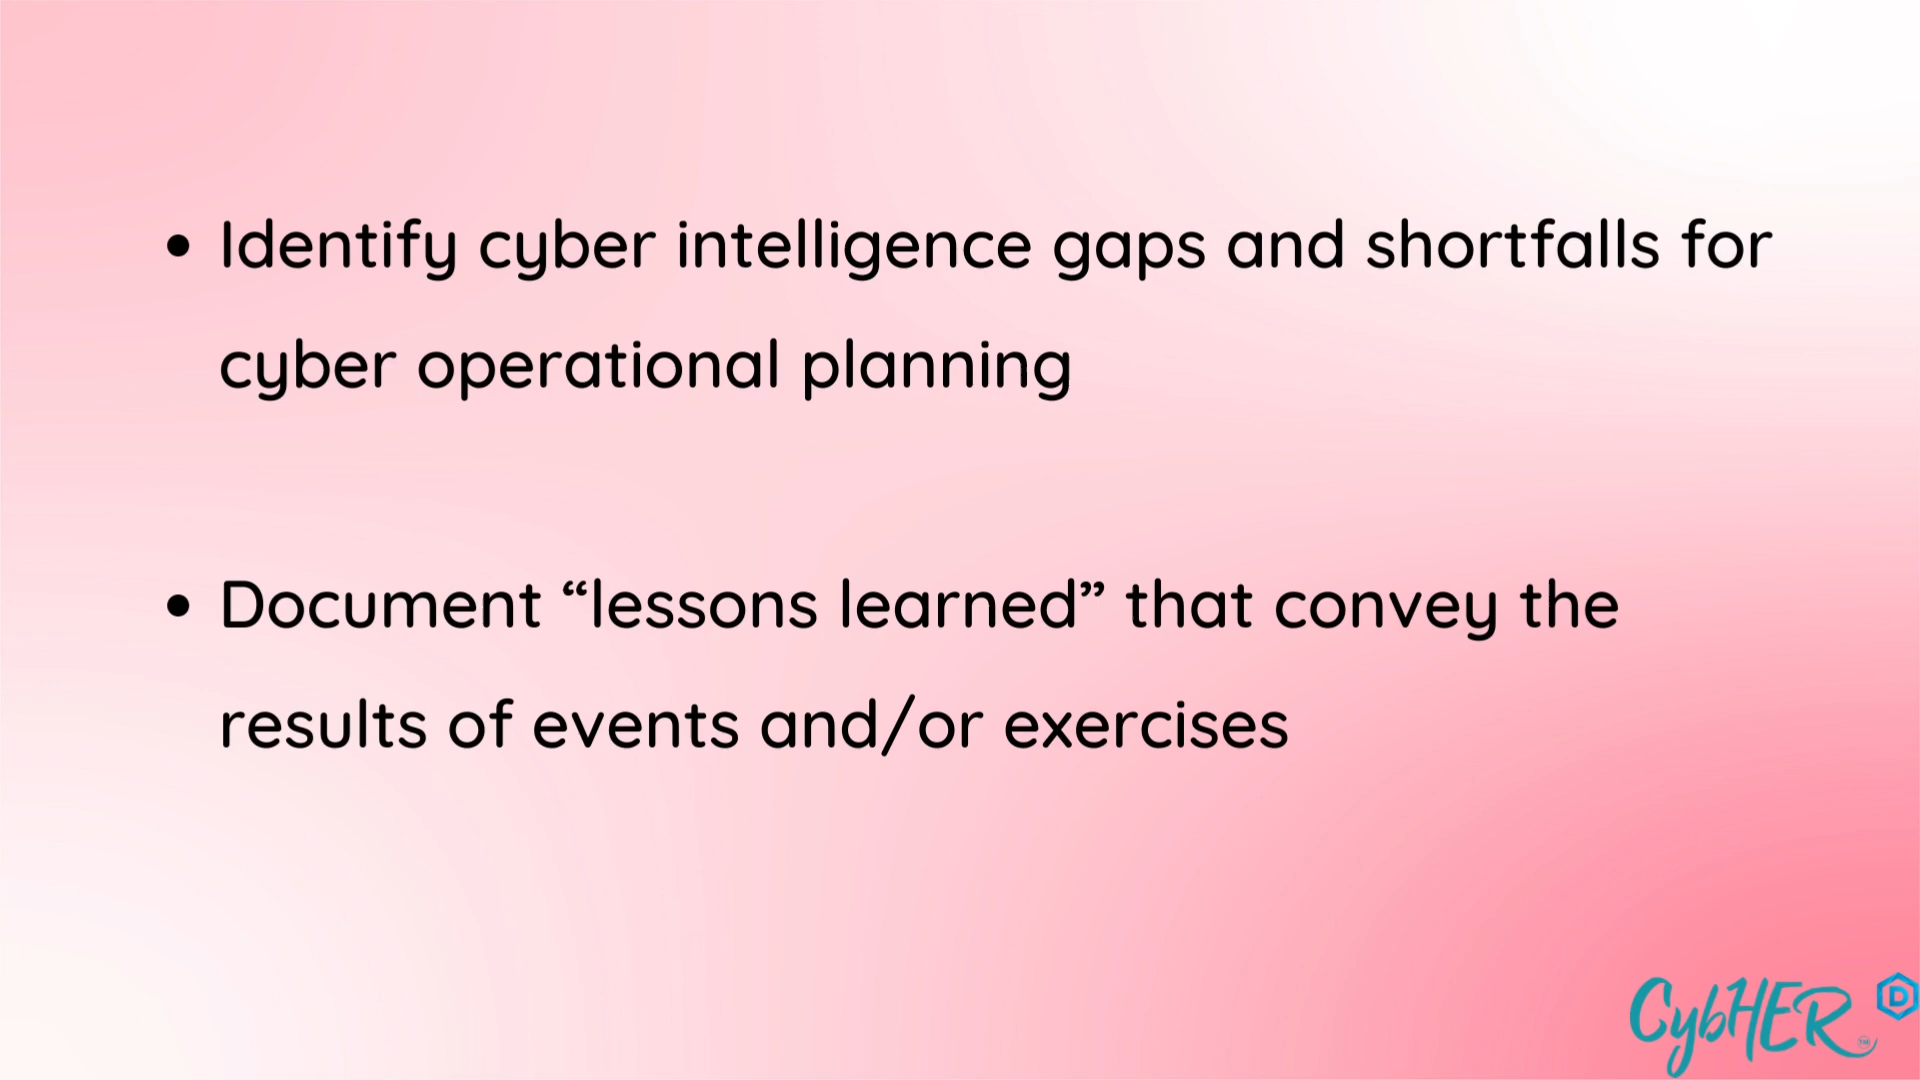 • Identify cyber intelligence gaps and shortfalls for
cyber operational planning
• Document “lessons learned” that convey the
results of events and/or exercises
CybHER
TM
D